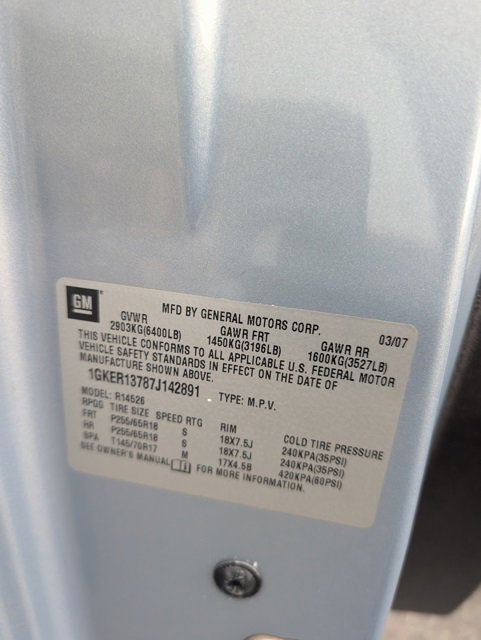 GM
MFD BY GENERAL MOTORS CORP. 03/07
GVWR GAWR FRT GAWR RR
2903KG(6400LB) 1450KG(3196LB) 1600KG(3527LB)
THIS VEHICLE CONFORMS TO ALL APPLICABLE U.S. FEDERAL MOTOR
VEHICLE SAFETY STANDARDS IN EFFECT ON THE DATE OF
MANUFACTURE SHOWN ABOVE.
1GKER13787J142891 TYPE: M.P.V.
MODEL: R14526
RPGG TIRE SIZE SPEED RTG RIM COLD TIRE PRESSURE
FRT P255/65R18 S 18X7.5J 240KPA(35PSI)
RR P255/65R18 S 18X7.5J 240KPA(35PSI)
SPA T145/70R17 M 17X4.5B 420KPA(60PSI)
SEE OWNER'S MANUAL FOR MORE INFORMATION.